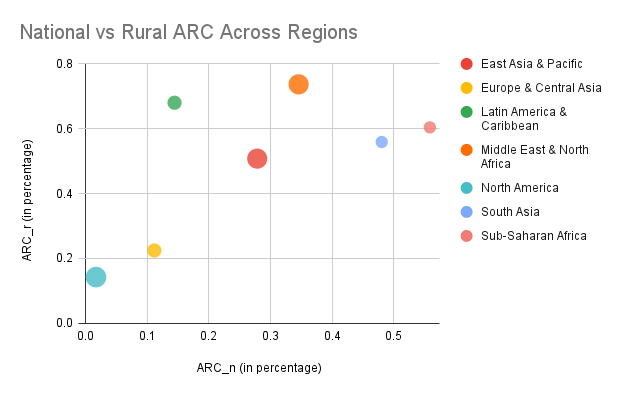 National vs Rural ARC Across Regions
0.8
0.6
0.4
0.2
0.0
ARC_r (in percentage)
0.0 0.1 0.2 0.3 0.4 0.5
ARC_n (in percentage)
East Asia & Pacific
Europe & Central Asia
Latin America &
Caribbean
Middle East & North
Africa
North America
South Asia
Sub-Saharan Africa